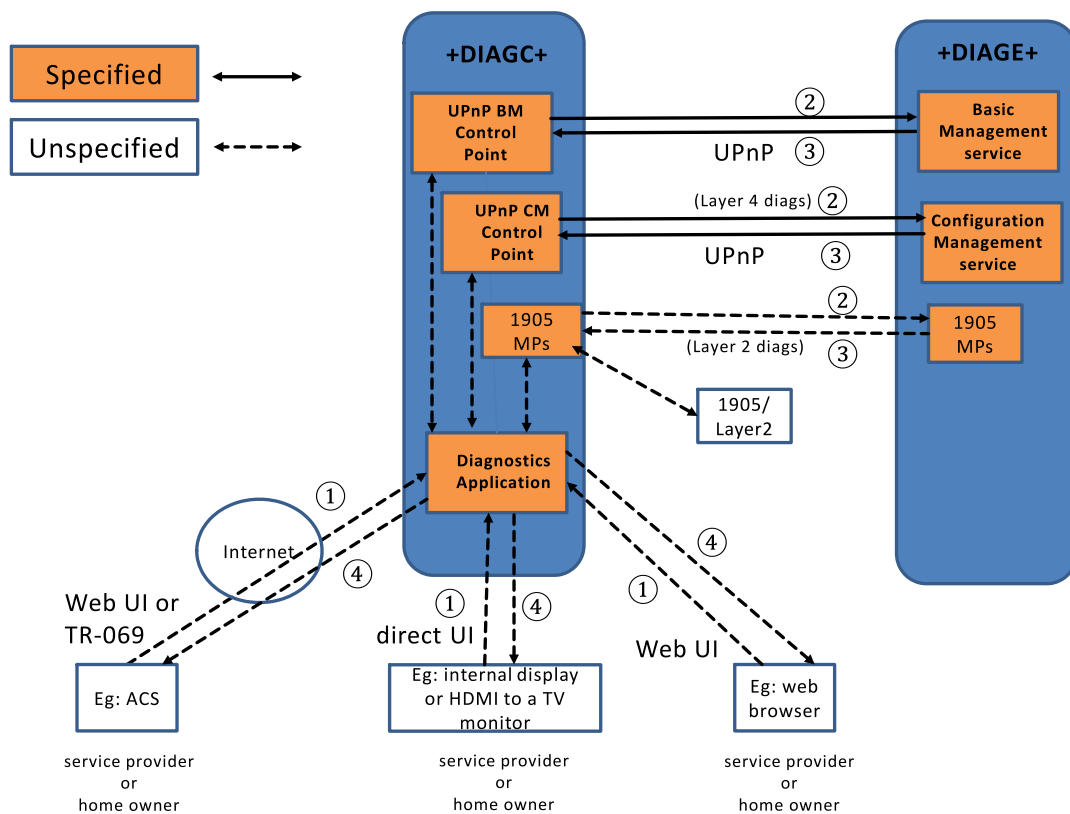 Specified
Unspecified
+DIAGC+
UPnP BM
Control
Point
UPnP CM
Control
Point
1905
MPs
Diagnostics
Application
+DIAGE+
Basic
Management
service
Configuration
Management
service
1905
MPs
②
UPnP ③
(Layer 4 diags) ②
UPnP ③
②
(Layer 2 diags) ③
1905/
Layer2
Internet
①
④
Web UI or
TR-069
①
④
direct UI
④
①
Web UI
Eg: ACS
Eg: internal display
or HDMI to a TV
monitor
Eg: web
browser
service provider
or
home owner
service provider
or
home owner
service provider
or
home owner